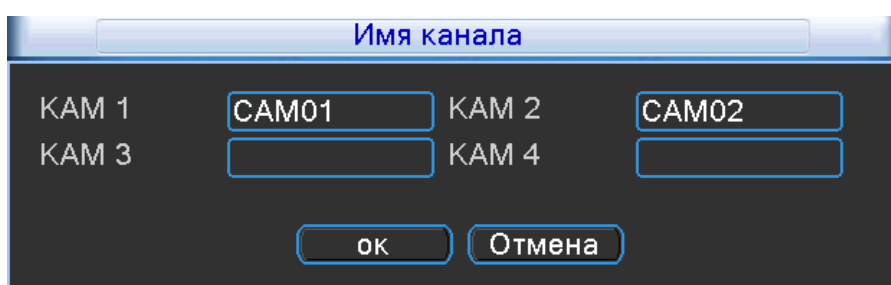 Имя канала
КАМ 1 CAM01 КАМ 2 CAM02
КАМ 3 КАМ 4
ок Отмена